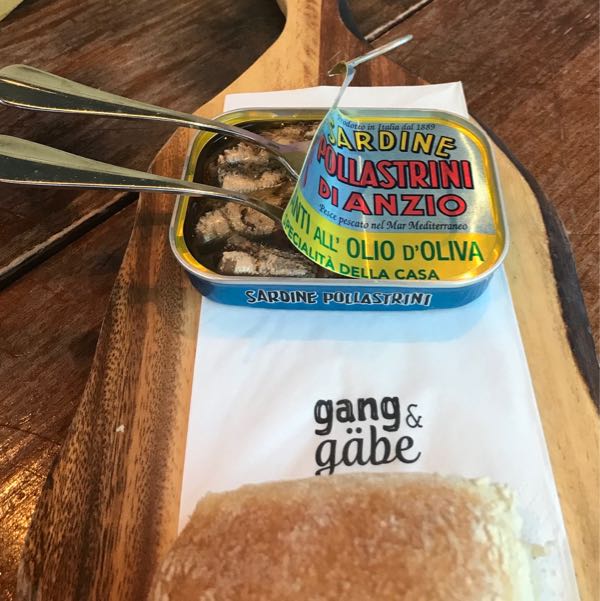 Prodotto in Italia dal 1889
SARDINE
POLLASTRINI
DI ANZIO
Pesce pescato nel Mar Mediterraneo
ALL' OLIO D'OLIVA
SPECIALITÀ DELLA CASA
SARDINE POLLASTRINI
gang &
gäbe